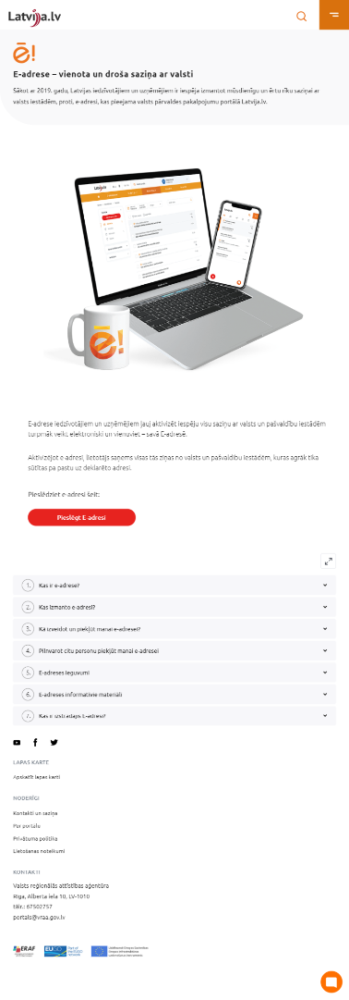 Latvija.lv
ē!
E-adrese – vienota un droša saziņa ar valsti
Sākot ar 2019. gadu, Latvijas iedzīvotājiem un uzņēmējiem ir iespēja izmantot mūsdienīgu un ērtu rīku saziņai ar
valsts iestādēm, proti, e-adresi, kas pieejama valsts pārvaldes pakalpojumu portālā Latvija.lv.
ē!
E-adrese iedzīvotājiem un uzņēmējiem ļauj aktivizēt iespēju visu saziņu ar valsts un pašvaldību iestādēm
turpmāk veikt elektroniski un vienuviet – savā E-adresē.
Aktivizējot e-adresi, lietotājs saņems visas tās ziņas no valsts un pašvaldību iestādēm, kuras agrāk tika
sūtītas pa pastu uz deklarēto adresi.
Pieslēdziet e-adresi šeit:
Pieslēgt E-adresi
1. Kas ir e-adrese?
2. Kas izmanto e-adresi?
3. Kā izveidot un piekļūt manai e-adresei?
4. Pilnvarot citu personu piekļūt manai e-adresei
5. E-adreses ieguvumi
6. E-adreses informatīvie materiāli
7. Kas ir izstrādājis E-adresi?
LAPAS KARTE
Apskatīt lapas karti
NODERĪGI
Kontakti un saziņa
Par portālu
Privātuma politika
Lietošanas noteikumi
KONTAKTI
Valsts reģionālās attīstības aģentūra
Rīga, Alberta iela 10, LV-1010
tālr.: 67502757
portals@vraa.gov.lv
ERAF
EUGO